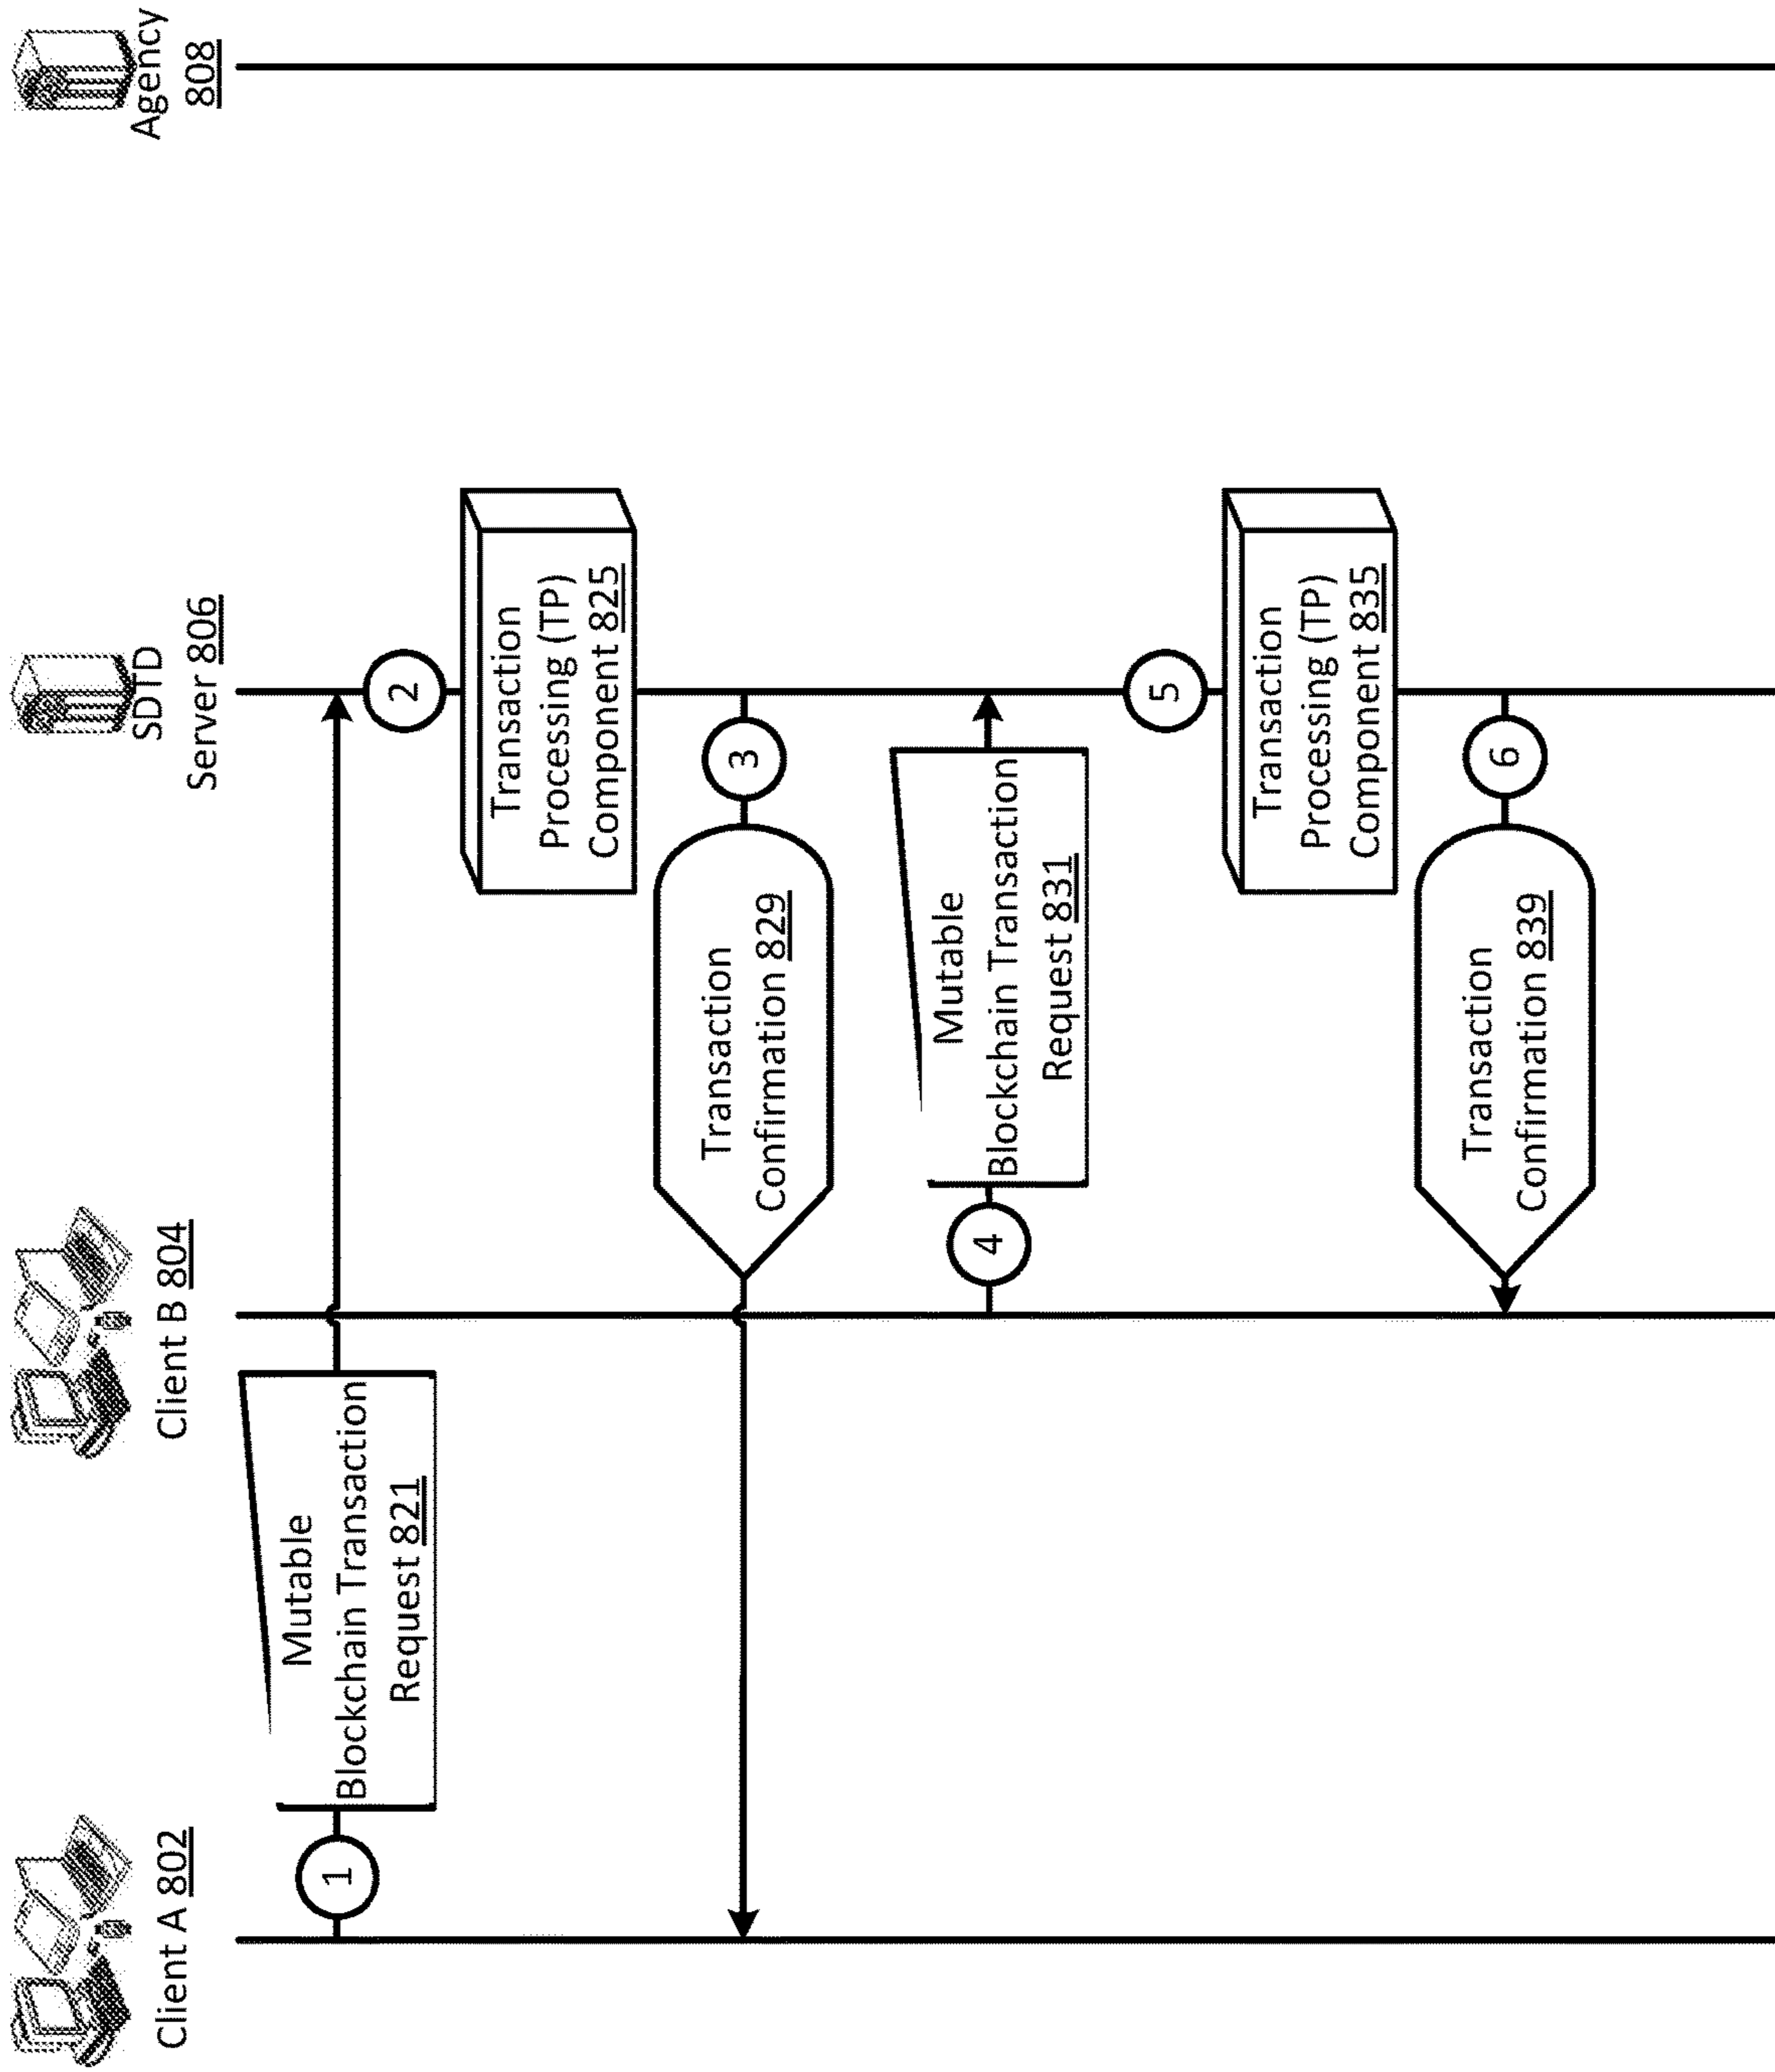 Client A 802
Client B 804
SDTD
Server 806
Agency
808
1
Mutable
Blockchain Transaction
Request 821
2
Transaction
Processing (TP)
Component 825
3
Transaction
Confirmation 829
4
Mutable
Blockchain Transaction
Request 831
5
Transaction
Processing (TP)
Component 835
6
Transaction
Confirmation 839